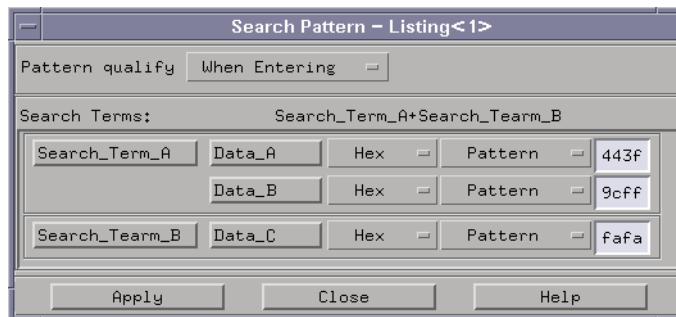 Search Pattern – Listing<1>
Pattern qualify When Entering
Search Terms: Search_Term_A+Search_Tearm_B
Search_Term_A Data_A Hex Pattern 443f
Data_B Hex Pattern 9cff
Search_Tearm_B Data_C Hex Pattern fafa
Apply Close Help